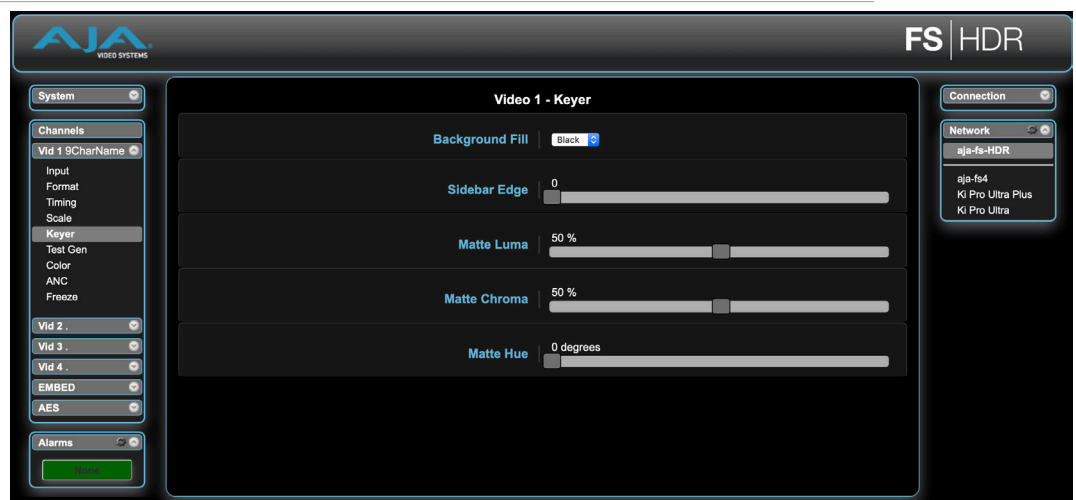 AJA
VIDEO SYSTEMS
FS|HDR
System
Channels
Vid 1 9CharName
Input
Format
Timing
Scale
Keyer
Test Gen
Color
ANC
Freeze
Vid 2 .
Vid 3 .
Vid 4 .
EMBED
AES
Alarms
None
Video 1 - Keyer
Background Fill Black
Sidebar Edge 0
Matte Luma 50 %
Matte Chroma 50 %
Matte Hue 0 degrees
Connection
Network
aja-fs-HDR
aja-fs4
Ki Pro Ultra Plus
Ki Pro Ultra